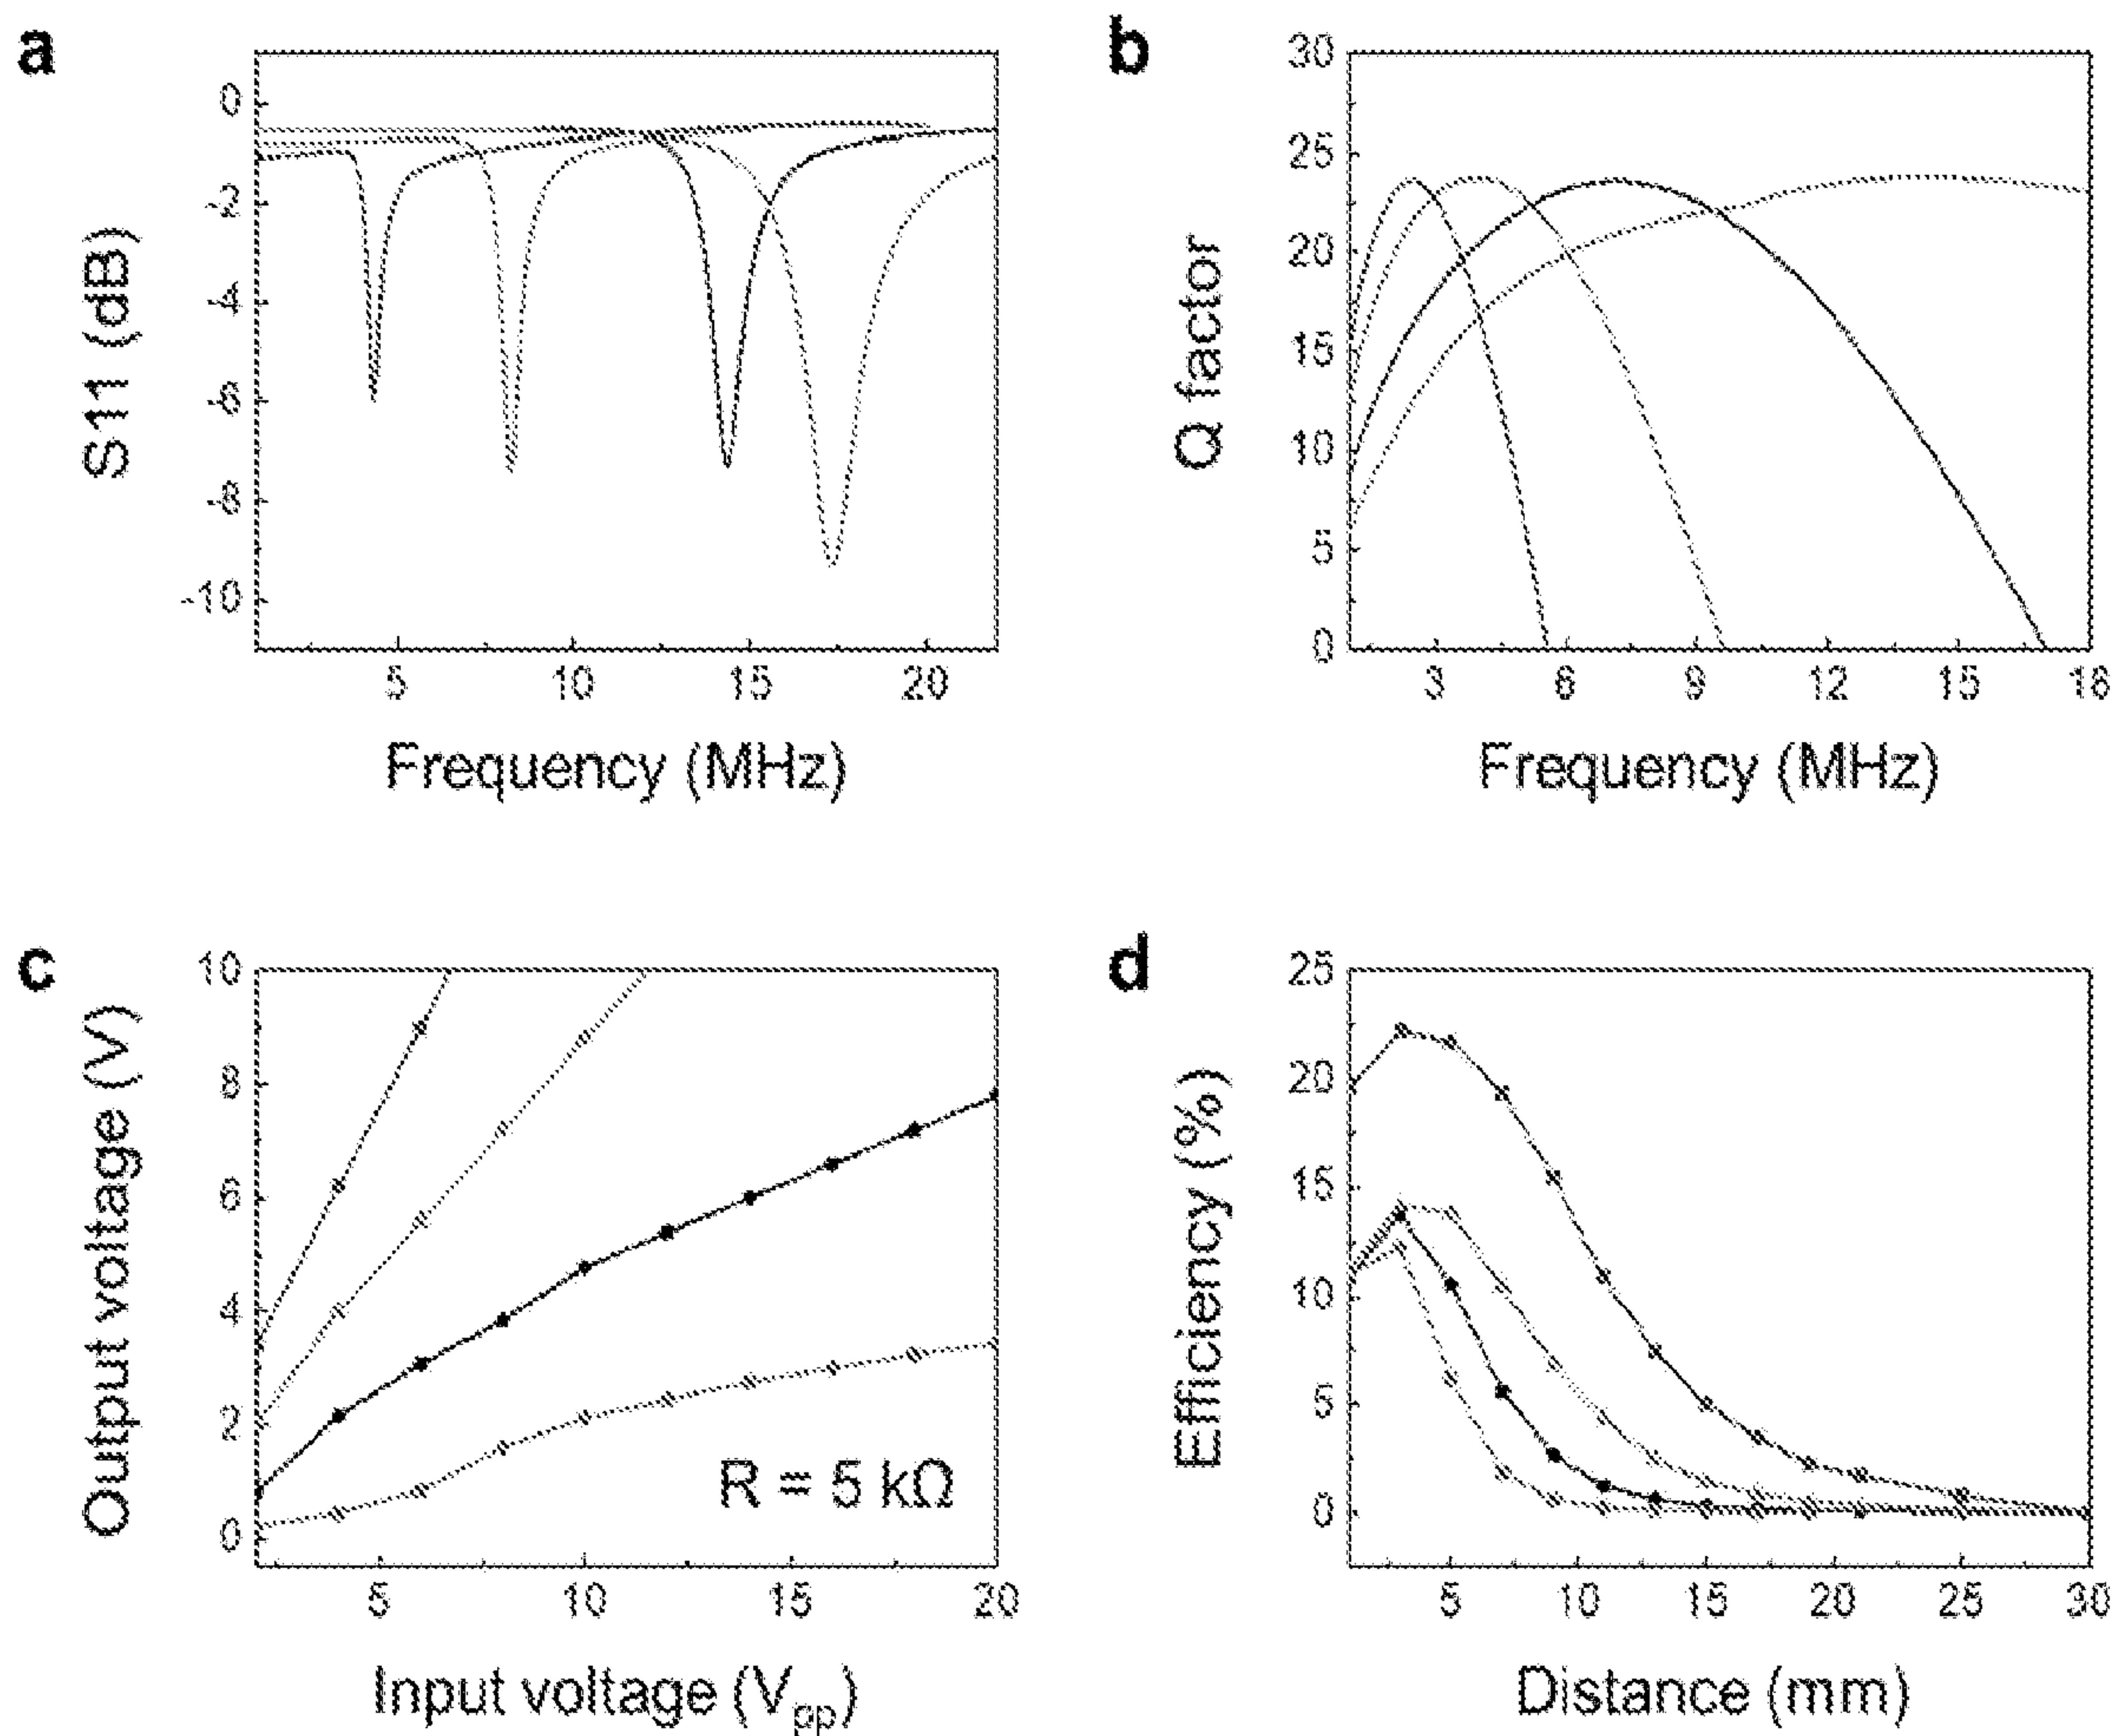 a
S11 (dB)
0
-2
-4
-6
-8
-10
5 10 15 20
Frequency (MHz)
b
Q factor
30
25
20
15
10
5
0
3 6 9 12 15 18
Frequency (MHz)
c
Output voltage (V)
10
8
6
4
2
0
R = 5 kΩ
5 10 15 20
Input voltage (Vpp)
d
Efficiency (%)
25
20
15
10
5
0
5 10 15 20 25 30
Distance (mm)